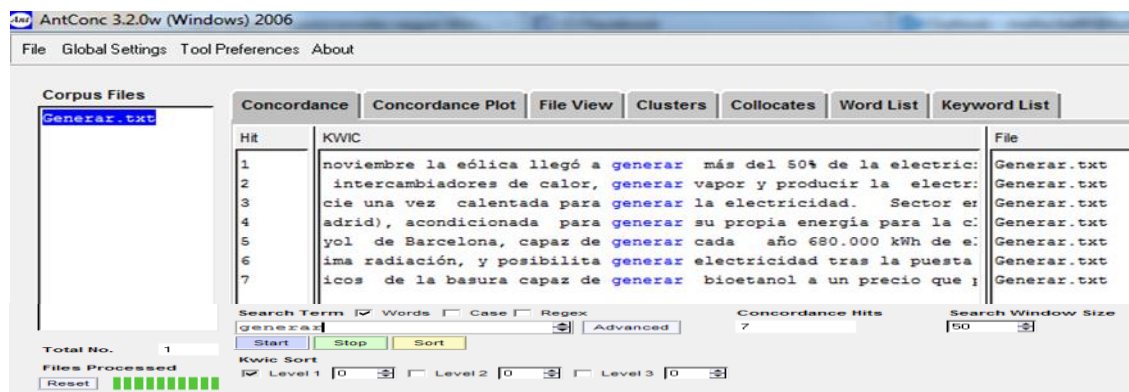 AntConc 3.2.0w (Windows) 2006
File Global Settings Tool Preferences About
Corpus Files
Generar.txt
Concordance Concordance Plot File View Clusters Collocates Word List Keyword List
Hit KWIC File
1 noviembre la eólica llegó a generar más del 50% de la electric Generar.txt
2 intercambiadores de calor, generar vapor y producir la electr Generar.txt
3 cie una vez calentada para generar la electricidad. Sector en Generar.txt
4 adrid), acondicionada para generar su propia energía para la c Generar.txt
5 yol de Barcelona, capaz de generar cada año 680.000 kWh de e Generar.txt
6 ima radiación, y posibilita generar electricidad tras la puesta Generar.txt
7 icos de la basura capaz de generar bioetanol a un precio que Generar.txt
Search Term Words Case Regex Concordance Hits Search Window Size
generar Advanced 7 50
Start Stop Sort
Total No. 1
Kwic Sort
Files Processed
Level 1 0 Level 2 0 Level 3 0
Reset